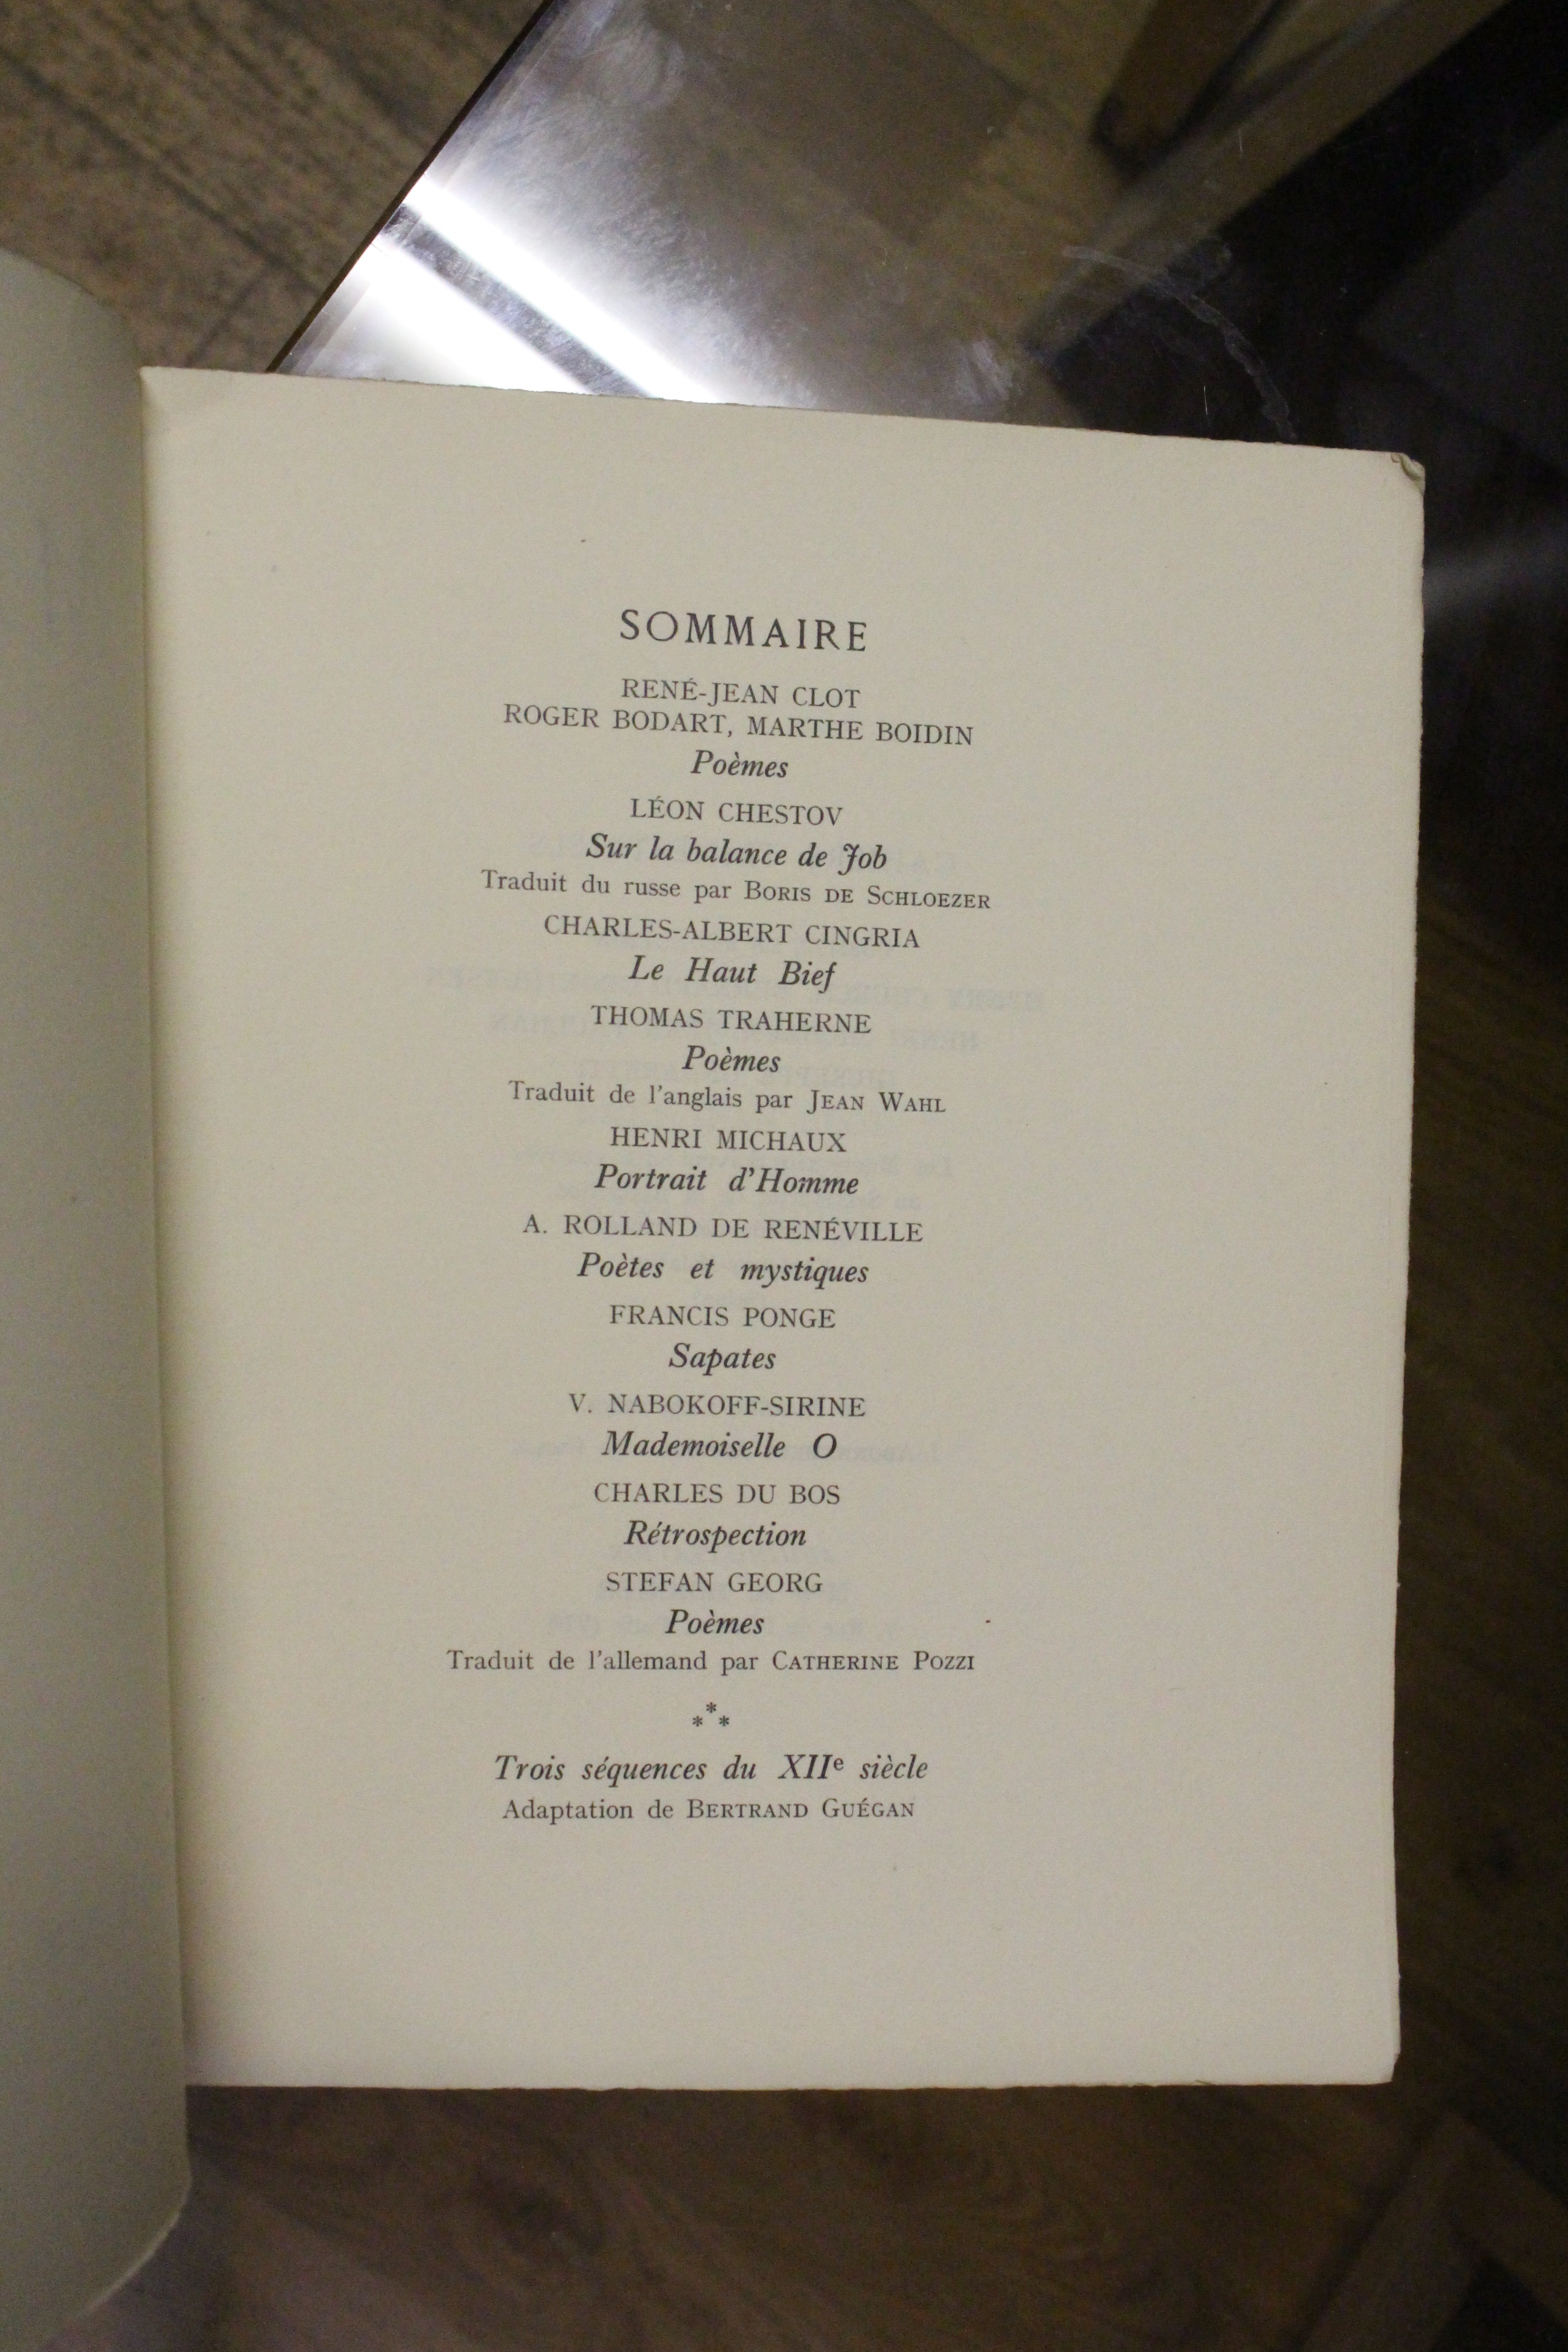 SOMMAIRE
RENÉ-JEAN CLOT
ROGER BODART, MARTHE BOIDIN
Poèmes
LÉON CHESTOV
Sur la balance de Job
Traduit du russe par BORIS DE SCHLOEZER
CHARLES-ALBERT CINGRIA
Le Haut Bief
THOMAS TRAHERNE
Poèmes
Traduit de l'anglais par JEAN WAHL
HENRI MICHAUX
Portrait d'Homme
A. ROLLAND DE RENÉVILLE
Poètes et mystiques
FRANCIS PONGE
Sapates
V. NABOKOFF-SIRINE
Mademoiselle O
CHARLES DU BOS
Rétrospection
STEFAN GEORG
Poèmes
Traduit de l'allemand par CATHERINE POZZI
***
Trois séquences du XIIe siècle
Adaptation de BERTRAND GUÉGAN